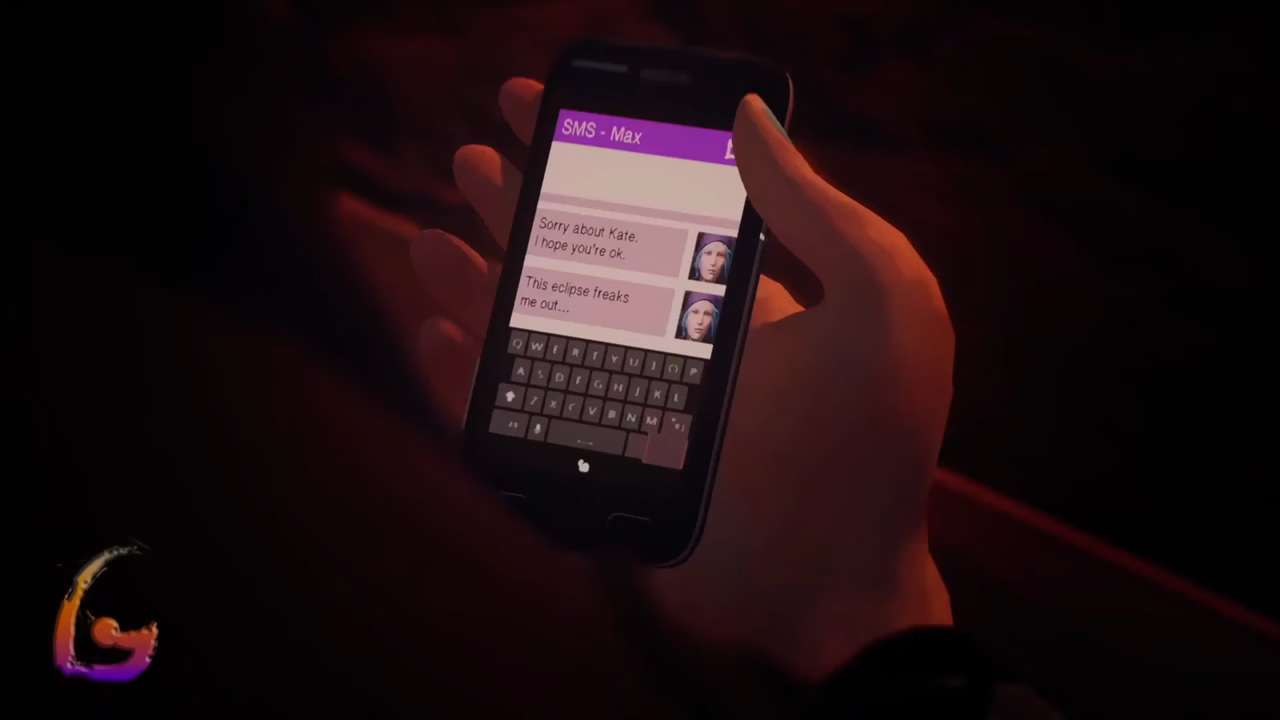 SMS - Max
Sorry about Kate.
I hope you're ok.
This eclipse freaks
me out...
Q W E R T Y U I O P
A S D F G H J K L
Z X C V B N M